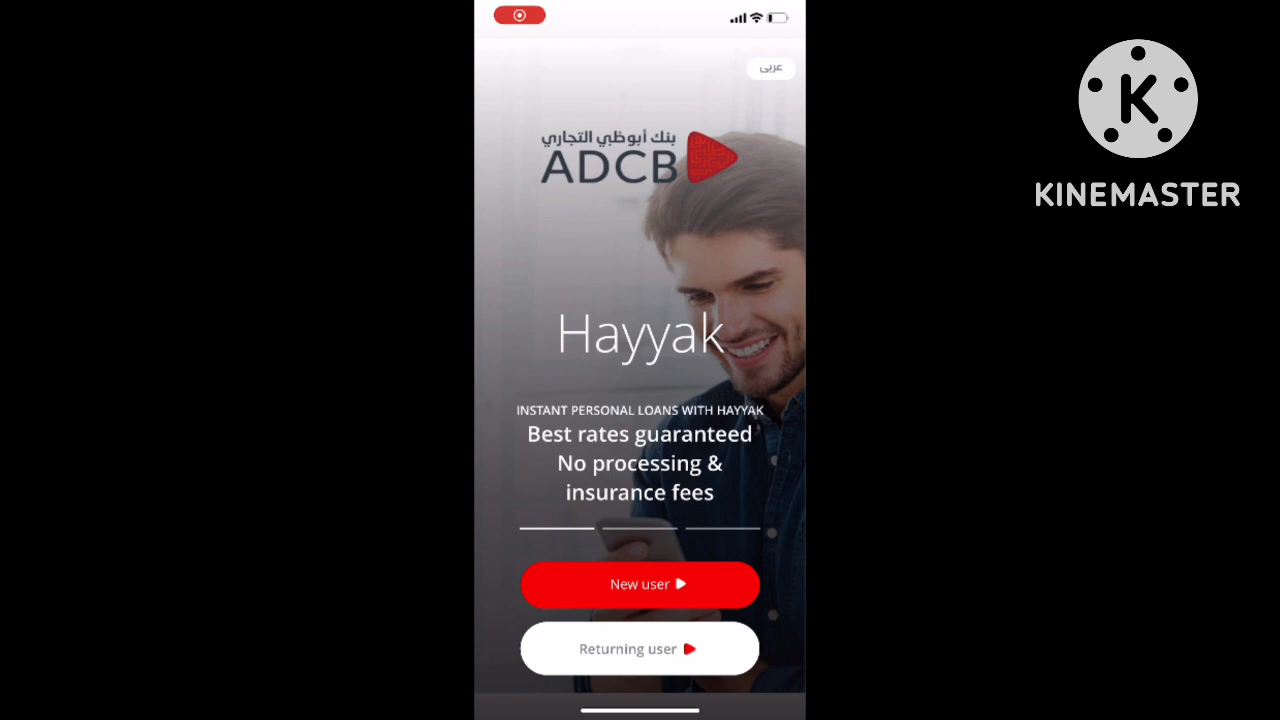 عربى
بنك أبوظبي التجاري
ADCB
Hayyak
INSTANT PERSONAL LOANS WITH HAYYAK
Best rates guaranteed
No processing &
insurance fees
New user
Returning user
K
KINEMASTER